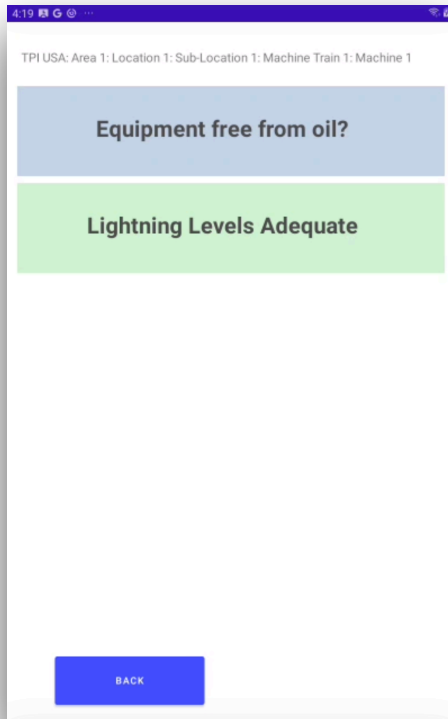 4:19 G ...
TPI USA: Area 1: Location 1: Sub-Location 1: Machine Train 1: Machine 1
Equipment free from oil?
Lightning Levels Adequate
BACK